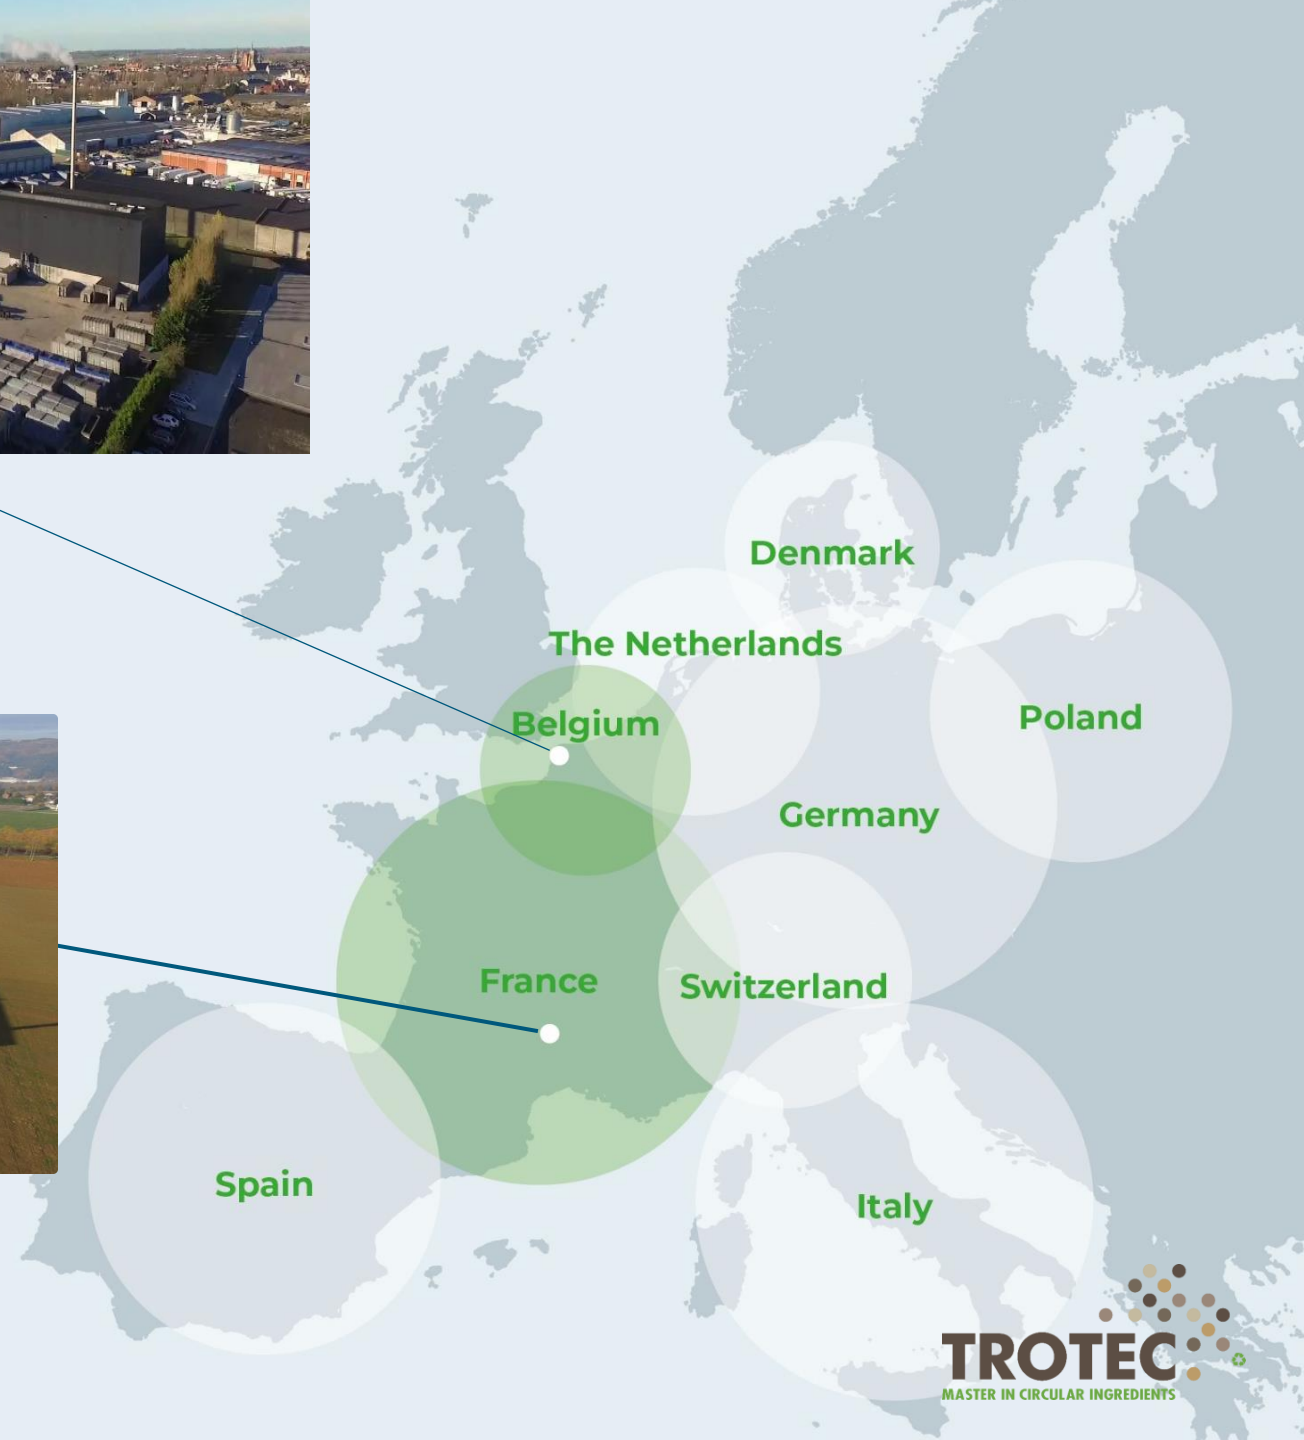 Denmark
The Netherlands
Belgium
Poland
Germany
France
Switzerland
Spain
Italy
TROTEC
MASTER IN CIRCULAR INGREDIENTS